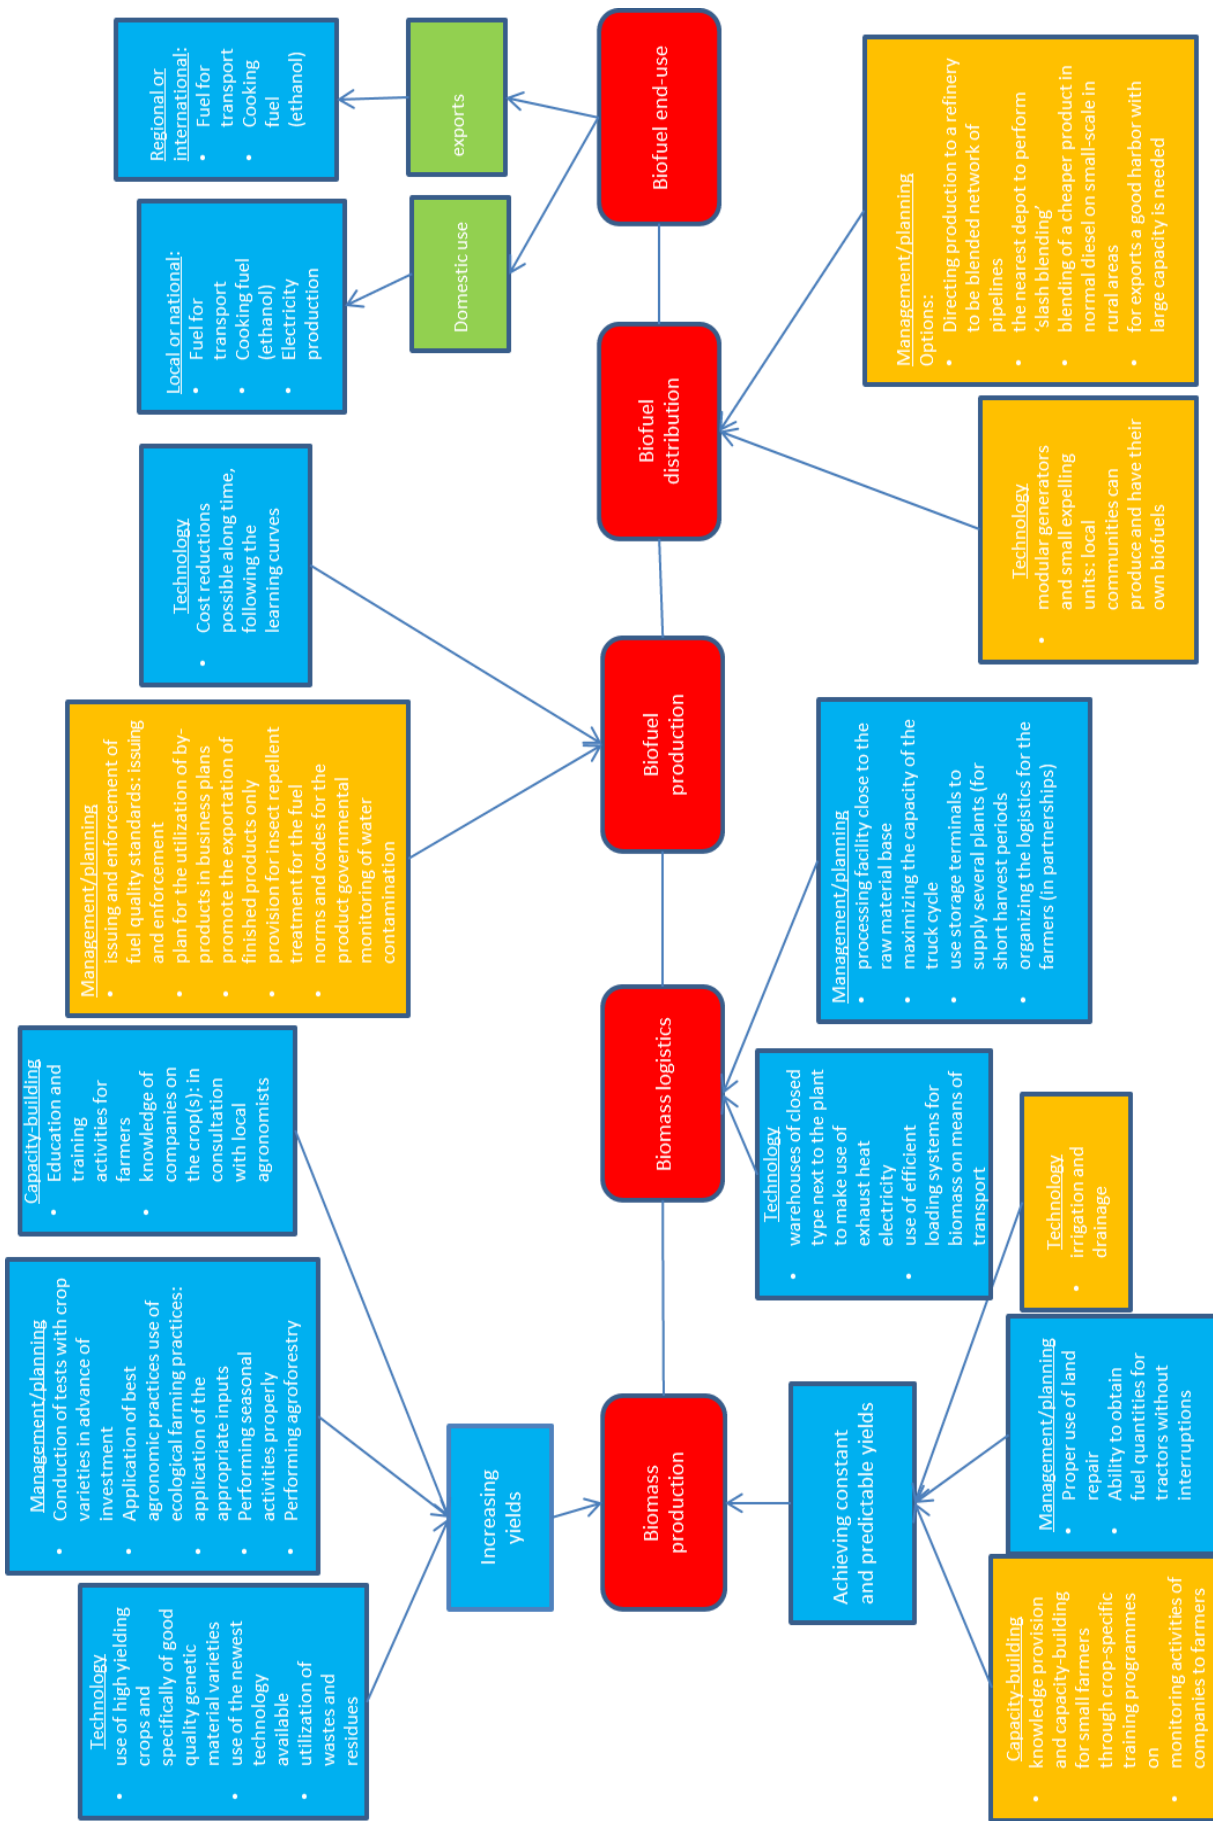 Technology
• use of high yielding
crops and
specifically of good
quality genetic
material varieties
• use of the newest
technology
available
• utilization of
wastes and
residues
Management/planning
• Conduction of tests with crop
varieties in advance of
investment
• Application of best
agronomic practices use of
ecological farming practices:
application of the
appropriate inputs
• Performing seasonal
activities properly
• Performing agroforestry
Capacity-building
• Education and
training
activities for
farmers
• knowledge of
companies on
the crop(s): in
consultation
with local
agronomists
Management/planning
• issuing and enforcement of
fuel quality standards: issuing
and enforcement
• plan for the utilization of by-
products in business plans
• promote the exportation of
finished products only
• provision for insect repellent
treatment for the fuel
• norms and codes for the
product governmental
monitoring of water
contamination
Technology
• Cost reductions
possible along time,
following the
learning curves
Local or national:
• Fuel for
transport
• Cooking fuel
(ethanol)
• Electricity
production
Regional or
international:
• Fuel for
transport
• Cooking
fuel
(ethanol)
Increasing
yields
Domestic use
exports
Biomass
production
Biomass logistics
Biofuel
production
Biofuel
distribution
Biofuel end-use
Achieving constant
and predictable yields
Technology
• warehouses of closed
type next to the plant
to make use of
exhaust heat
electricity
• use of efficient
loading systems for
biomass on means of
transport
Management/planning
• processing facility close to the
raw material base
• maximizing the capacity of the
truck cycle
• use storage terminals to
supply several plants (for
short harvest periods
• organizing the logistics for the
farmers (in partnerships)
Capacity-building
• knowledge provision
and capacity-building
for small farmers
through crop-specific
training programmes
on
• monitoring activities of
companies to farmers
Management/planning
• Proper use of land
repair
• Ability to obtain
fuel quantities for
tractors without
interruptions
Technology
• irrigation and
drainage
Technology
• modular generators
and small expelling
units: local
communities can
produce and have their
own biofuels
Management/planning
Options:
• Directing production to a refinery
to be blended network of
pipelines
• the nearest depot to perform
'slash blending'
• blending of a cheaper product in
normal diesel on small-scale in
rural areas
• for exports a good harbor with
large capacity is needed